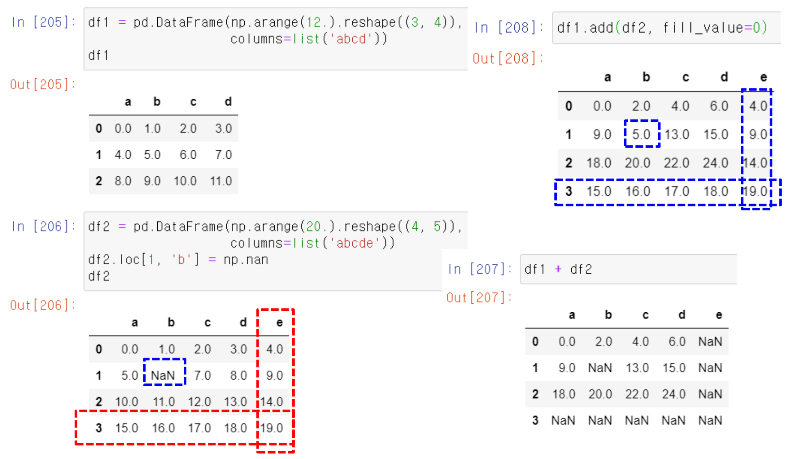 In [205]: df1 = pd.DataFrame(np.arange(12.).reshape((3, 4)),
columns=list('abcd'))
df1
Out[205]:
a b c d
0 0.0 1.0 2.0 3.0
1 4.0 5.0 6.0 7.0
2 8.0 9.0 10.0 11.0
In [206]: df2 = pd.DataFrame(np.arange(20.).reshape((4, 5)),
columns=list('abcde'))
df2.loc[1, 'b'] = np.nan
df2
Out[206]:
a b c d e
0 0.0 1.0 2.0 3.0 4.0
1 5.0 NaN 7.0 8.0 9.0
2 10.0 11.0 12.0 13.0 14.0
3 15.0 16.0 17.0 18.0 19.0
In [208]: df1.add(df2, fill_value=0)
Out[208]:
a b c d e
0 0.0 2.0 4.0 6.0 4.0
1 9.0 5.0 13.0 15.0 9.0
2 18.0 20.0 22.0 24.0 14.0
3 15.0 16.0 17.0 18.0 19.0
In [207]: df1 + df2
Out[207]:
a b c d e
0 0.0 2.0 4.0 6.0 NaN
1 9.0 NaN 13.0 15.0 NaN
2 18.0 20.0 22.0 24.0 NaN
3 NaN NaN NaN NaN NaN